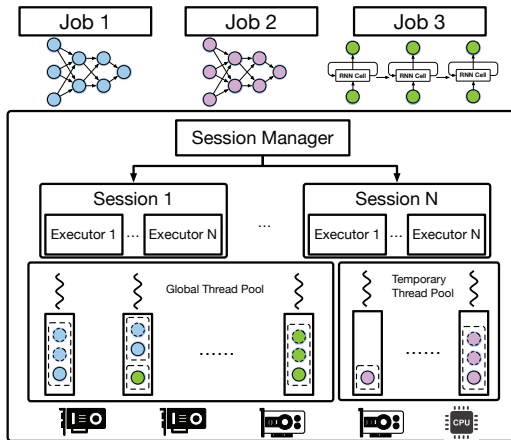 Job 1
Job 2
Job 3
RNN Cell
RNN Cell
RNN Cell
Session Manager
Session 1
Executor 1 ... Executor N
...
Session N
Executor 1 ... Executor N
Global Thread Pool
Temporary
Thread Pool
......
......
CPU